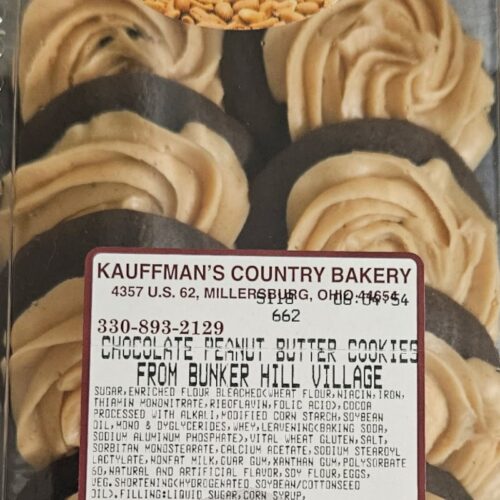 KAUFFMAN'S COUNTRY BAKERY
4357 U.S. 62, MILLERSBURG, OHIO 44654
5118 08:04 54
662
330-893-2129
CHOCOLATE PEANUT BUTTER COOKIES
FROM BUNKER HILL VILLAGE
SUGAR,ENRICHED FLOUR BLEACHED(WHEAT FLOUR,NIACIN,IRON,
THIAMIN MONONITRATE,RIBOFLAVIN,FOLIC ACID),COCOA
PROCESSED WITH ALKALI,MODIFIED CORN STARCH,SOYBEAN
OIL,MONO & DYGLYCERIDES,WHEY,LEAVENING(BAKING SODA,
SODIUM ALUMINUM PHOSPHATE),VITAL WHEAT GLUTEN,SALT,
SORBITAN MONOSTEARATE,CALCIUM ACETATE,SODIUM STEAROYL
LACTYLATE,NONFAT MILK,GUAR GUM,XANTHAN GUM,POLYSORBATE
60,NATURAL AND ARTIFICIAL FLAVOR,SOY FLOUR,EGGS,
VEG.SHORTENING(HYDROGENATED SOYBEAN/COTTONSEED
OIL).FILLING:LIQUID SUGAR,CORN SYRUP,